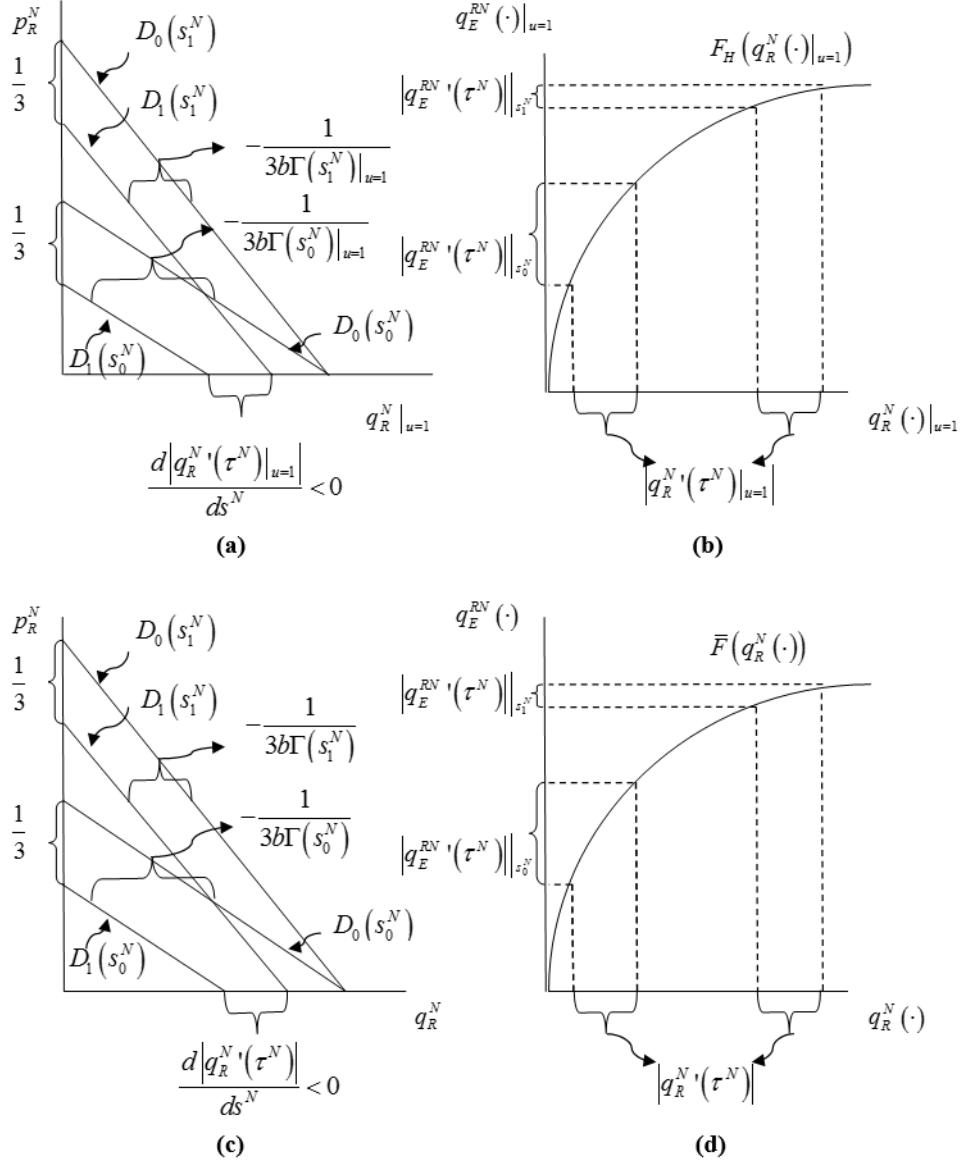 p_R^N
D_0(s_1^N)
1/3
D_1(s_1^N)
-1/(3bΓ(s_1^N)|_{u=1})
1/3
-1/(3bΓ(s_0^N)|_{u=1})
D_0(s_0^N)
D_1(s_0^N)
q_R^N|_{u=1}
d|q_R^N'(τ^N)|_{u=1}|/ds^N < 0
(a)
q_E^{RN}(·)|_{u=1}
F_H(q_R^N(·)|_{u=1})
|q_E^{RN}'(τ^N)||_{s_1^N}
|q_E^{RN}'(τ^N)||_{s_0^N}
q_R^N(·)|_{u=1}
|q_R^N'(τ^N)|_{u=1}|
(b)
p_R^N
D_0(s_1^N)
1/3
D_1(s_1^N)
-1/(3bΓ(s_1^N))
1/3
-1/(3bΓ(s_0^N))
D_0(s_0^N)
D_1(s_0^N)
q_R^N
d|q_R^N'(τ^N)|/ds^N < 0
(c)
q_E^{RN}(·)
F̅(q_R^N(·))
|q_E^{RN}'(τ^N)||_{s_1^N}
|q_E^{RN}'(τ^N)||_{s_0^N}
q_R^N(·)
|q_R^N'(τ^N)|
(d)